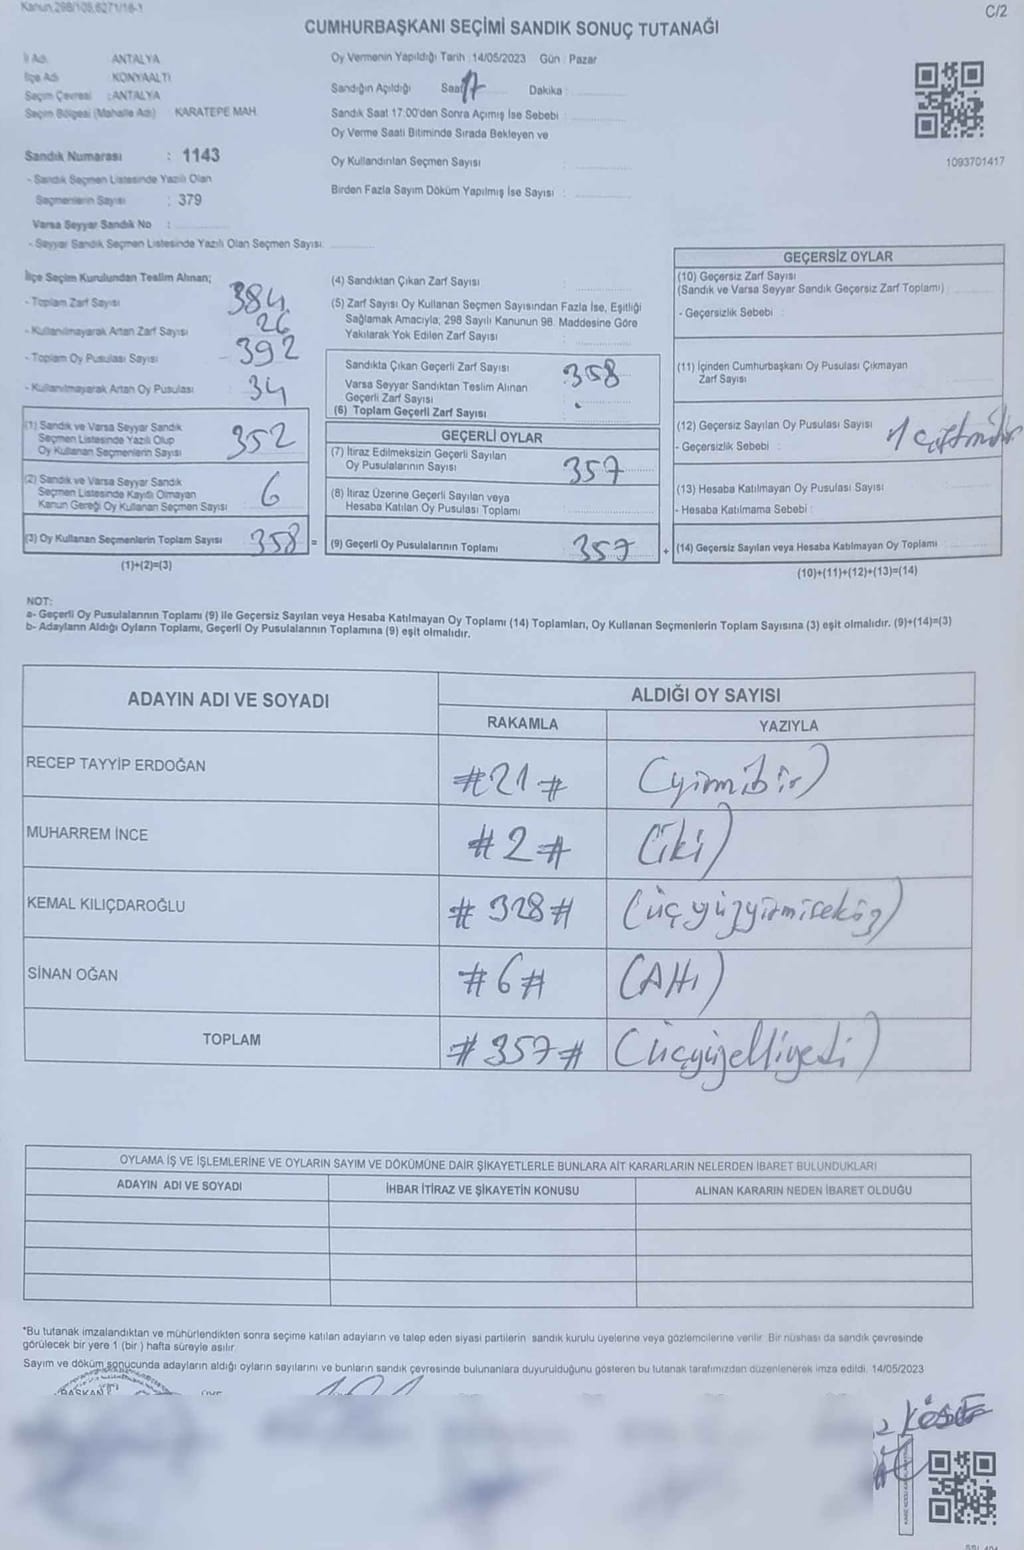 Kanun.298/105,6271/16-1
C/2
CUMHURBAŞKANI SEÇİMİ SANDIK SONUÇ TUTANAĞI
İl Adı : ANTALYA
İlçe Adı : KONYAALTI
Seçim Çevresi : ANTALYA
Seçim Bölgesi (Mahalle Adı) : KARATEPE MAH.
Sandık Numarası : 1143
- Sandık Seçmen Listesinde Yazılı Olan
Seçmenlerin Sayısı : 379
Varsa Seyyar Sandık No :
- Seyyar Sandık Seçmen Listesinde Yazılı Olan Seçmen Sayısı:
Oy Vermenin Yapıldığı Tarih : 14/05/2023 Gün : Pazar
Sandığın Açıldığı Saat 17 Dakika :
Sandık Saat 17:00'den Sonra Açımış İse Sebebi :
Oy Verme Saati Bitiminde Sırada Bekleyen ve
Oy Kullandırılan Seçmen Sayısı :
Birden Fazla Sayım Döküm Yapılmış İse Sayısı :
1093701417
İlçe Seçim Kurulundan Teslim Alınan;
- Toplam Zarf Sayısı 384
- Kullanılmayarak Artan Zarf Sayısı 26
- Toplam Oy Pusulası Sayısı 392
- Kullanılmayarak Artan Oy Pusulası 34
(1) Sandık ve Varsa Seyyar Sandık
Seçmen Listesinde Yazılı Olup
Oy Kullanan Seçmenlerin Sayısı 352
(2) Sandık ve Varsa Seyyar Sandık
Seçmen Listesinde Kayıtlı Olmayan
Kanun Gereği Oy Kullanan Seçmen Sayısı : 6
(3) Oy Kullanan Seçmenlerin Toplam Sayısı 358 =
(1)+(2)=(3)
(4) Sandıktan Çıkan Zarf Sayısı :
(5) Zarf Sayısı Oy Kullanan Seçmen Sayısından Fazla İse, Eşitliği
Sağlamak Amacıyla, 298 Sayılı Kanunun 98. Maddesine Göre
Yakılarak Yok Edilen Zarf Sayısı :
Sandıkta Çıkan Geçerli Zarf Sayısı : 358
Varsa Seyyar Sandıktan Teslim Alınan
Geçerli Zarf Sayısı
(6) Toplam Geçerli Zarf Sayısı
GEÇERLİ OYLAR
(7) İtiraz Edilmeksizin Geçerli Sayılan
Oy Pusulalarının Sayısı 357
(8) İtiraz Üzerine Geçerli Sayılan veya
Hesaba Katılan Oy Pusulası Toplamı
(9) Geçerli Oy Pusulalarının Toplamı 357 +
GEÇERSİZ OYLAR
(10) Geçersiz Zarf Sayısı
(Sandık ve Varsa Seyyar Sandık Geçersiz Zarf Toplamı) :
- Geçersizlik Sebebi :
(11) İçinden Cumhurbaşkanı Oy Pusulası Çıkmayan
Zarf Sayısı
(12) Geçersiz Sayılan Oy Pusulası Sayısı 1
- Geçersizlik Sebebi :
(13) Hesaba Katılmayan Oy Pusulası Sayısı
- Hesaba Katılmama Sebebi :
(14) Geçersiz Sayılan veya Hesaba Katılmayan Oy Toplamı
(10)+(11)+(12)+(13)=(14)
NOT:
a- Geçerli Oy Pusulalarının Toplamı (9) ile Geçersiz Sayılan veya Hesaba Katılmayan Oy Toplamı (14) Toplamları, Oy Kullanan Seçmenlerin Toplam Sayısına (3) eşit olmalıdır. (9)+(14)=(3)
b- Adayların Aldığı Oyların Toplamı, Geçerli Oy Pusulalarının Toplamına (9) eşit olmalıdır.
ADAYIN ADI VE SOYADI ALDIĞI OY SAYISI
RAKAMLA YAZIYLA
RECEP TAYYİP ERDOĞAN #21# (yirmibir)
MUHARREM İNCE #2# (iki)
KEMAL KILIÇDAROĞLU #328# (üçyüzyirmisekiz)
SİNAN OĞAN #6# (Altı)
TOPLAM #357# (üçyüzelliyedi)
OYLAMA İŞ VE İŞLEMLERİNE VE OYLARIN SAYIM VE DÖKÜMÜNE DAİR ŞİKAYETLERLE BUNLARA AİT KARARLARIN NELERDEN İBARET BULUNDUKLARI
ADAYIN ADI VE SOYADI İHBAR İTİRAZ VE ŞİKAYETİN KONUSU ALINAN KARARIN NEDEN İBARET OLDUĞU
*Bu tutanak imzalandıktan ve mühürlendikten sonra seçime katılan adayların ve talep eden siyasi partilerin sandık kurulu üyelerine veya gözlemcilerine verilir. Bir nüshası da sandık çevresinde
görülecek bir yere 1 (bir ) hafta süreyle asılır.
Sayım ve döküm sonucunda adayların aldığı oyların sayılarını ve bunların sandık çevresinde bulunanlara duyurulduğunu gösteren bu tutanak tarafımızdan düzenlenerek imza edildi. 14/05/2023
BAŞKAN